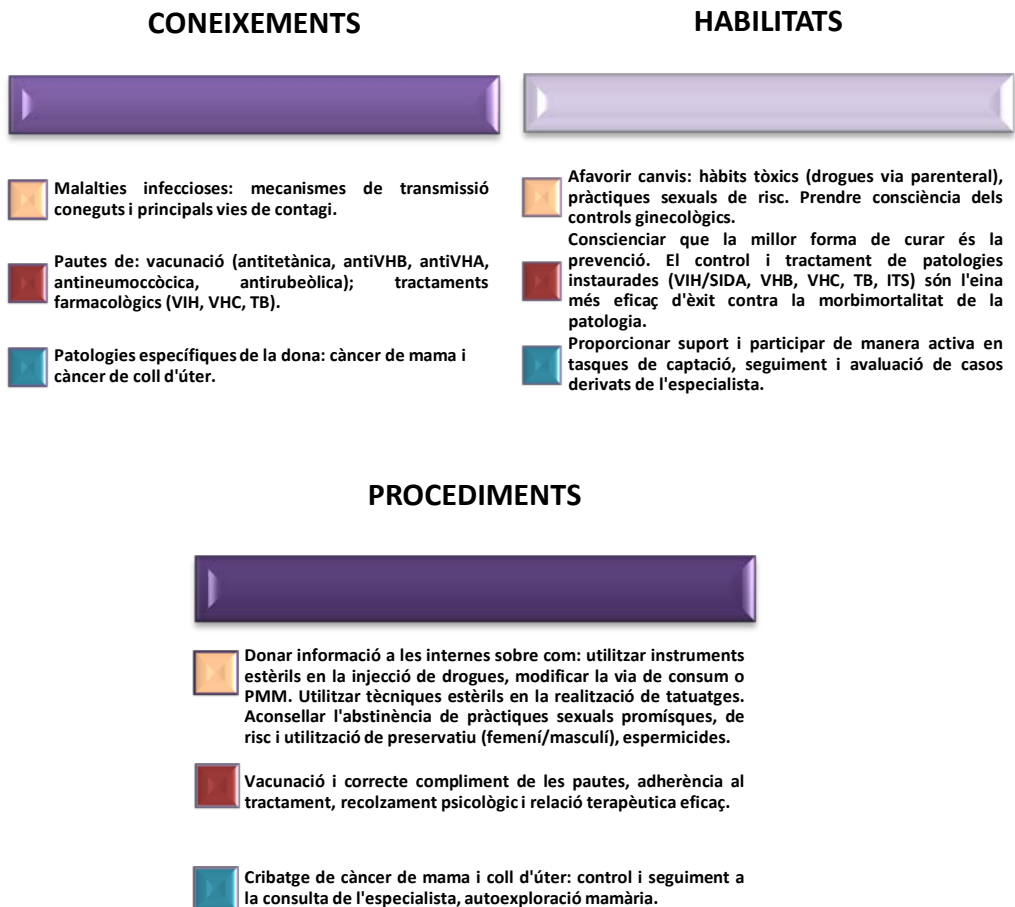 CONEIXEMENTS
Malalties infeccioses: mecanismes de transmissió
coneguts i principals vies de contagi.
Pautes de: vacunació (antitetànica, antiVHB, antiVHA,
antineumoccòcica, antirubeòlica); tractaments
farmacològics (VIH, VHC, TB).
Patologies específiques de la dona: càncer de mama i
càncer de coll d'úter.
HABILITATS
Afavorir canvis: hàbits tòxics (drogues via parenteral),
pràctiques sexuals de risc. Prendre consciència dels
controls ginecològics.
Conscienciar que la millor forma de curar és la
prevenció. El control i tractament de patologies
instaurades (VIH/SIDA, VHB, VHC, TB, ITS) són l'eina
més eficaç d'èxit contra la morbimortalitat de la
patologia.
Proporcionar suport i participar de manera activa en
tasques de captació, seguiment i avaluació de casos
derivats de l'especialista.
PROCEDIMENTS
Donar informació a les internes sobre com: utilitzar instruments
estèrils en la injecció de drogues, modificar la via de consum o
PMM. Utilitzar tècniques estèrils en la realització de tatuatges.
Aconsellar l'abstinència de pràctiques sexuals promísques, de
risc i utilització de preservatiu (femení/masculí), espermicides.
Vacunació i correcte compliment de les pautes, adherència al
tractament, recolzament psicològic i relació terapèutica eficaç.
Cribatge de càncer de mama i coll d'úter: control i seguiment a
la consulta de l'especialista, autoexploració mamària.